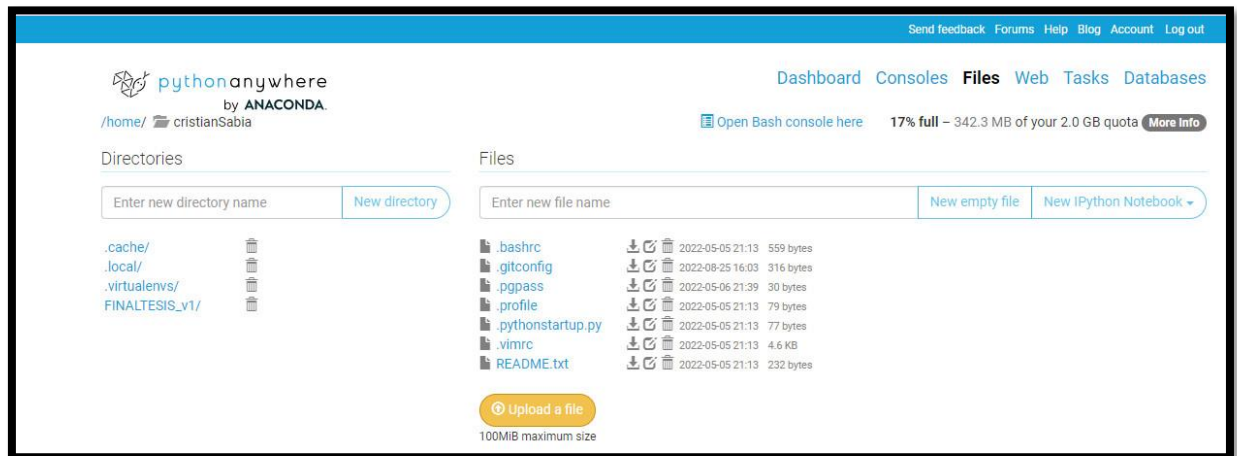 Send feedback Forums Help Blog Account Log out
pythonanywhere
by ANACONDA.
Dashboard Consoles Files Web Tasks Databases
/home/ cristianSabia
Open Bash console here 17% full – 342.3 MB of your 2.0 GB quota More Info
Directories
Enter new directory name New directory
.cache/
.local/
.virtualenvs/
FINALTESIS_v1/
Files
Enter new file name New empty file New IPython Notebook
.bashrc 2022-05-05 21:13 559 bytes
.gitconfig 2022-08-25 16:03 316 bytes
.pgpass 2022-05-06 21:39 30 bytes
.profile 2022-05-05 21:13 79 bytes
.pythonstartup.py 2022-05-05 21:13 77 bytes
.vimrc 2022-05-05 21:13 4.6 KB
README.txt 2022-05-05 21:13 232 bytes
Upload a file
100MiB maximum size